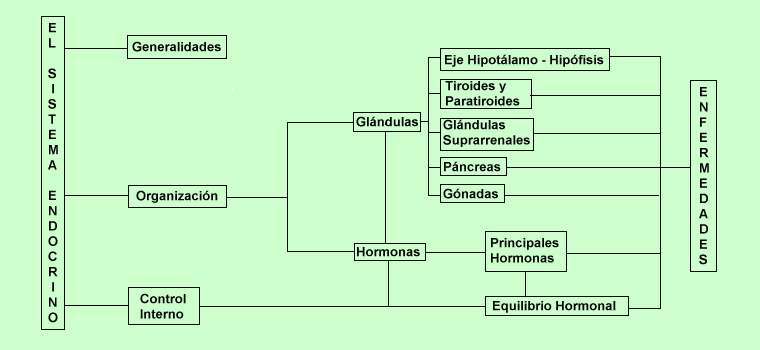 EL SISTEMA ENDOCRINO
Generalidades
Organización
Control
Interno
Glándulas
Hormonas
Eje Hipotálamo - Hipófisis
Tiroides y
Paratiroides
Glándulas
Suprarrenales
Páncreas
Gónadas
Principales
Hormonas
Equilibrio Hormonal
ENFERMEDADES